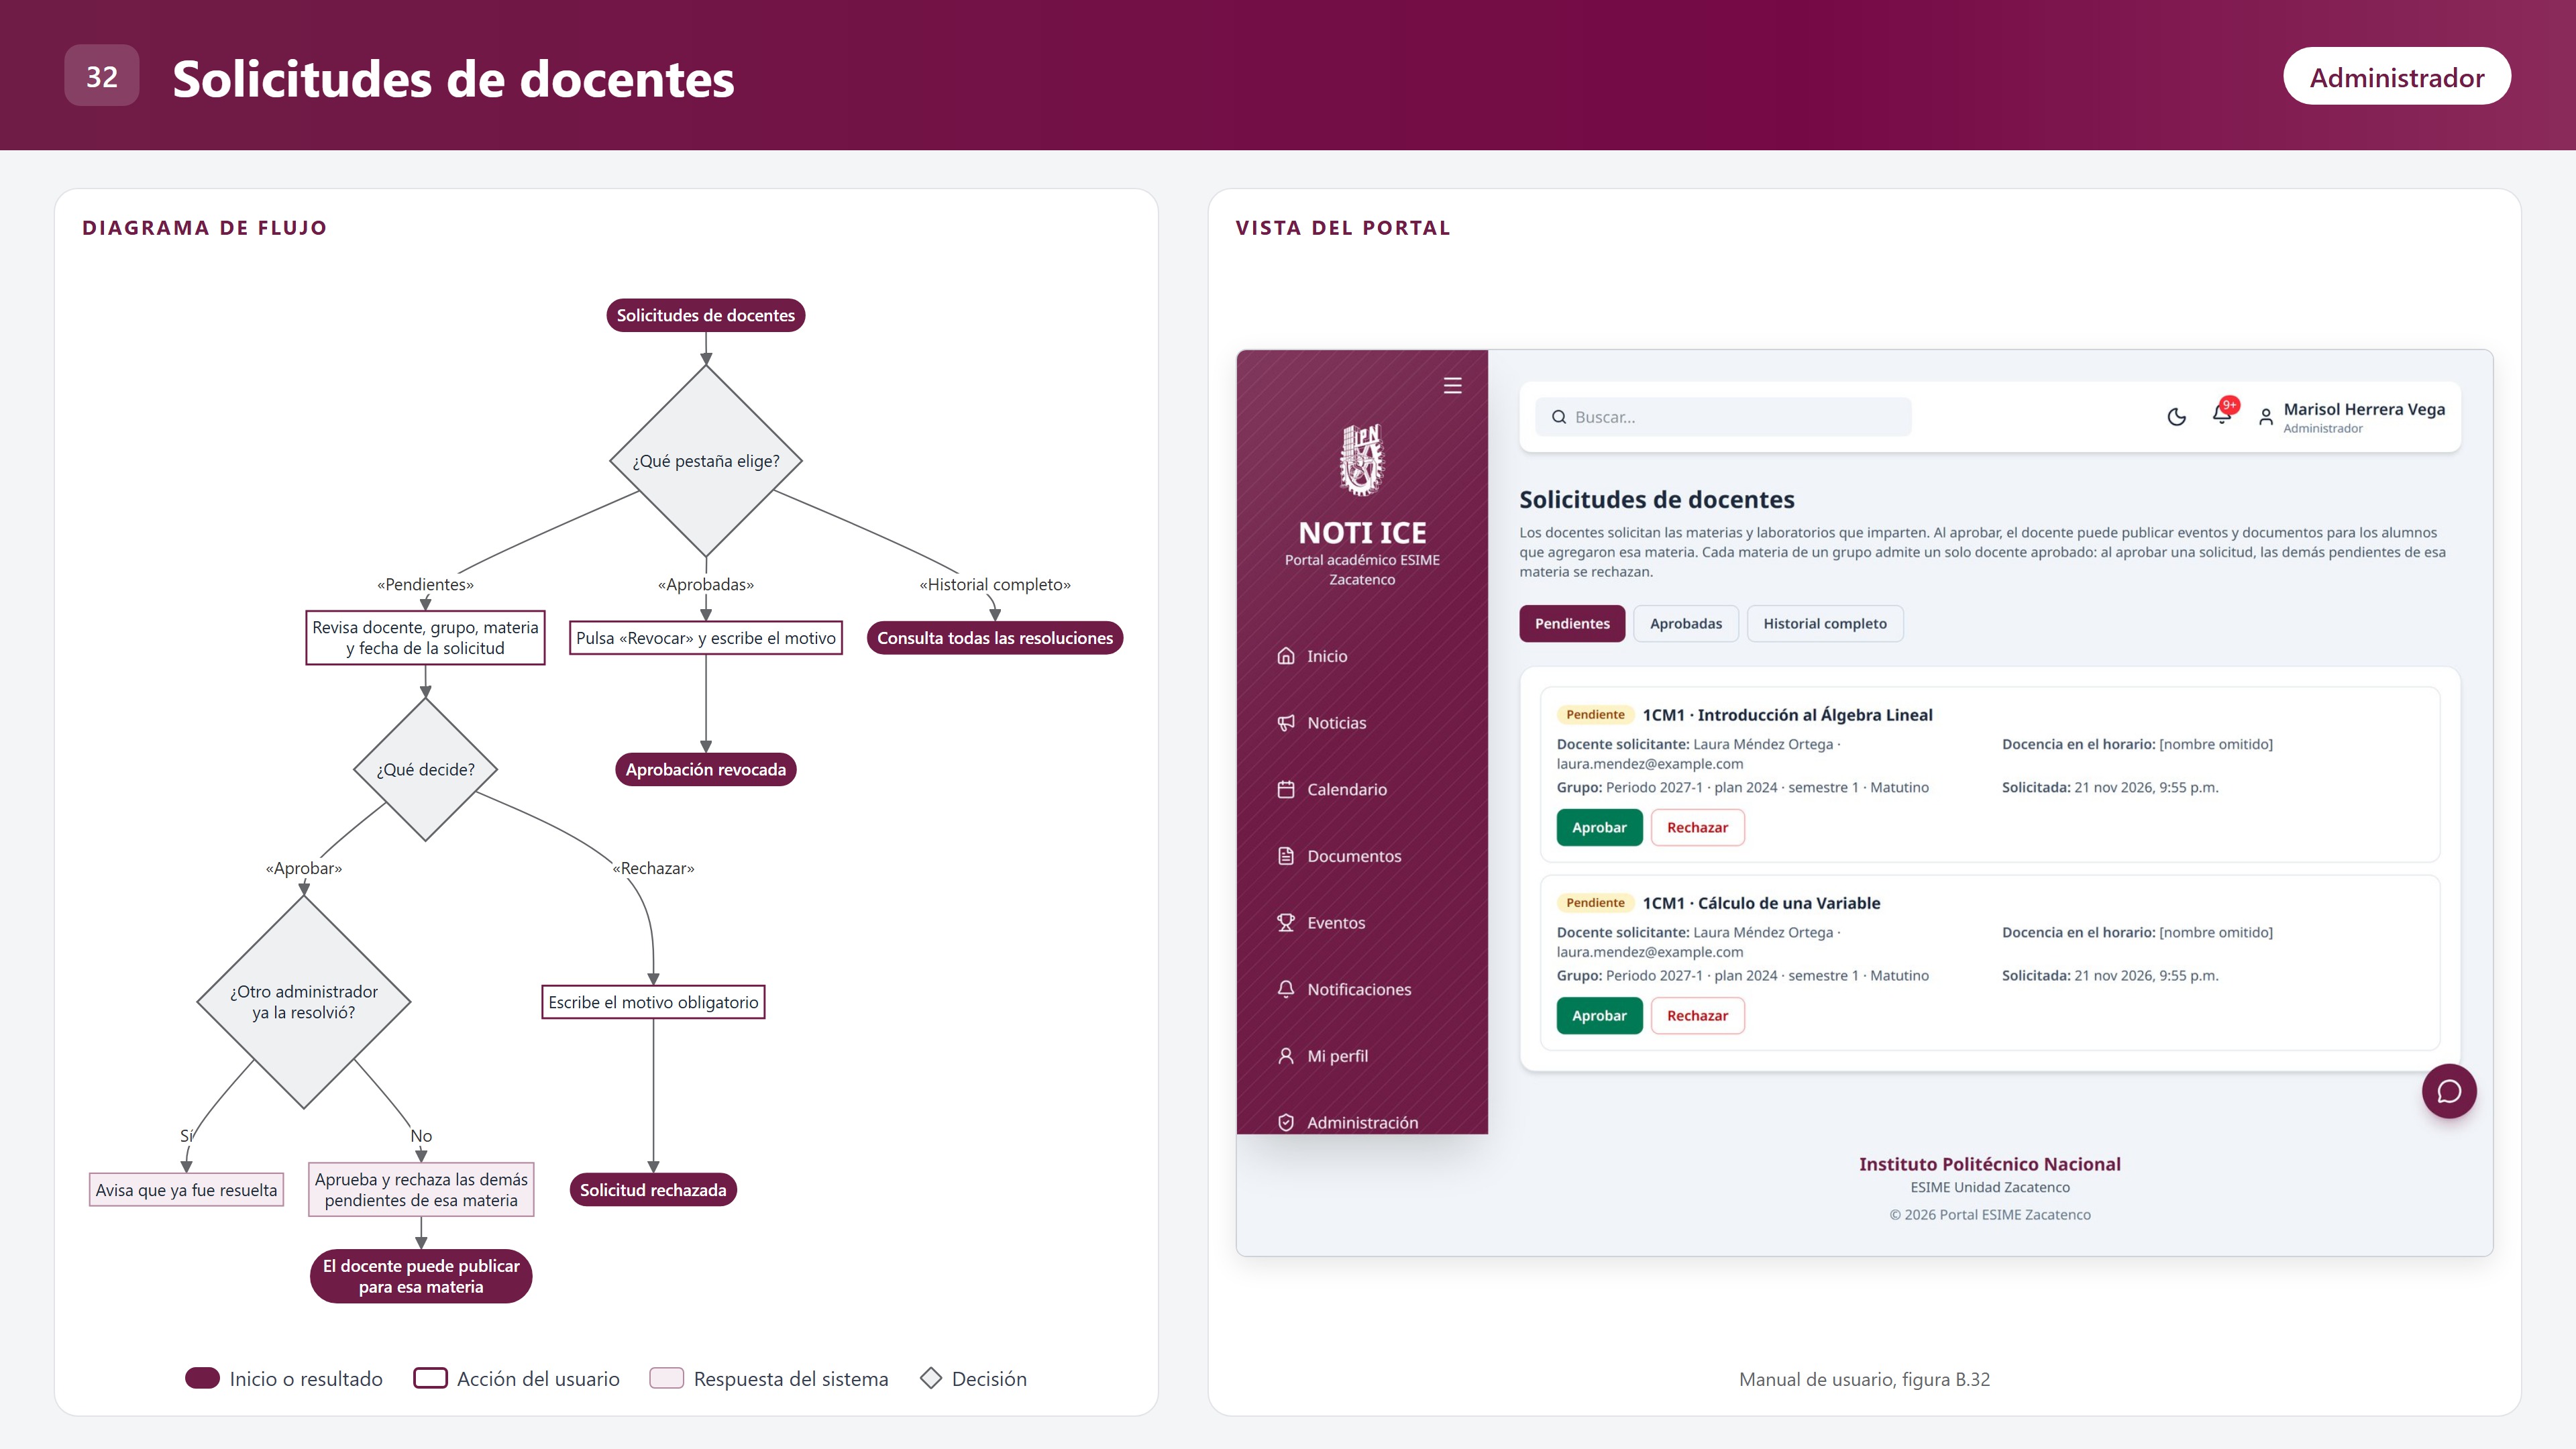 32
Solicitudes de docentes
Administrador
DIAGRAMA DE FLUJO
Solicitudes de docentes
¿Qué pestaña elige?
«Pendientes»
«Aprobadas»
«Historial completo»
Revisa docente, grupo, materia
y fecha de la solicitud
Pulsa «Revocar» y escribe el motivo
Consulta todas las resoluciones
¿Qué decide?
Aprobación revocada
«Aprobar»
«Rechazar»
¿Otro administrador
ya la resolvió?
Escribe el motivo obligatorio
Sí
No
Avisa que ya fue resuelta
Aprueba y rechaza las demás
pendientes de esa materia
Solicitud rechazada
El docente puede publicar
para esa materia
Inicio o resultado
Acción del usuario
Respuesta del sistema
Decisión
VISTA DEL PORTAL
IPN
NOTI ICE
Portal académico ESIME
Zacatenco
Inicio
Noticias
Calendario
Documentos
Eventos
Notificaciones
Mi perfil
Administración
Buscar...
9+
Marisol Herrera Vega
Administrador
Solicitudes de docentes
Los docentes solicitan las materias y laboratorios que imparten. Al aprobar, el docente puede publicar eventos y documentos para los alumnos
que agregaron esa materia. Cada materia de un grupo admite un solo docente aprobado: al aprobar una solicitud, las demás pendientes de esa
materia se rechazan.
Pendientes
Aprobadas
Historial completo
Pendiente 1CM1 · Introducción al Álgebra Lineal
Docente solicitante: Laura Méndez Ortega ·
laura.mendez@example.com
Docencia en el horario: [nombre omitido]
Grupo: Periodo 2027-1 · plan 2024 · semestre 1 · Matutino
Solicitada: 21 nov 2026, 9:55 p.m.
Aprobar
Rechazar
Pendiente 1CM1 · Cálculo de una Variable
Docente solicitante: Laura Méndez Ortega ·
laura.mendez@example.com
Docencia en el horario: [nombre omitido]
Grupo: Periodo 2027-1 · plan 2024 · semestre 1 · Matutino
Solicitada: 21 nov 2026, 9:55 p.m.
Aprobar
Rechazar
Instituto Politécnico Nacional
ESIME Unidad Zacatenco
© 2026 Portal ESIME Zacatenco
Manual de usuario, figura B.32